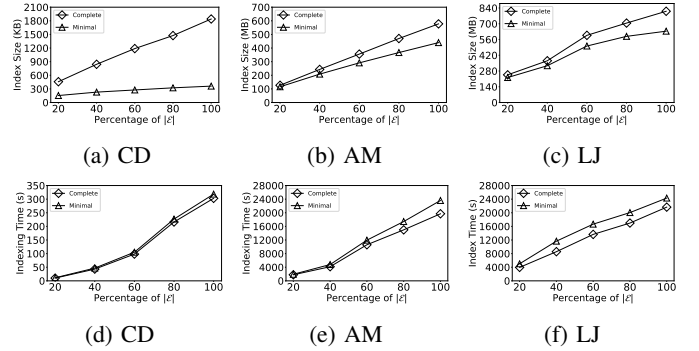 2100
1800
1500
1200
900
600
300
0
Index Size (KB)
Complete
Minimal
20 40 60 80 100
Percentage of |ℰ|
(a) CD
700
600
500
400
300
200
100
0
Index Size (MB)
Complete
Minimal
20 40 60 80 100
Percentage of |ℰ|
(b) AM
840
700
560
420
280
140
0
Index Size (MB)
Complete
Minimal
20 40 60 80 100
Percentage of |ℰ|
(c) LJ
350
300
250
200
150
100
50
0
Indexing Time (s)
Complete
Minimal
20 40 60 80 100
Percentage of |ℰ|
(d) CD
28000
24000
20000
16000
12000
8000
4000
0
Indexing Time (s)
Complete
Minimal
20 40 60 80 100
Percentage of |ℰ|
(e) AM
28000
24000
20000
16000
12000
8000
4000
0
Index Time (s)
Complete
Minimal
20 40 60 80 100
Percentage of |ℰ|
(f) LJ